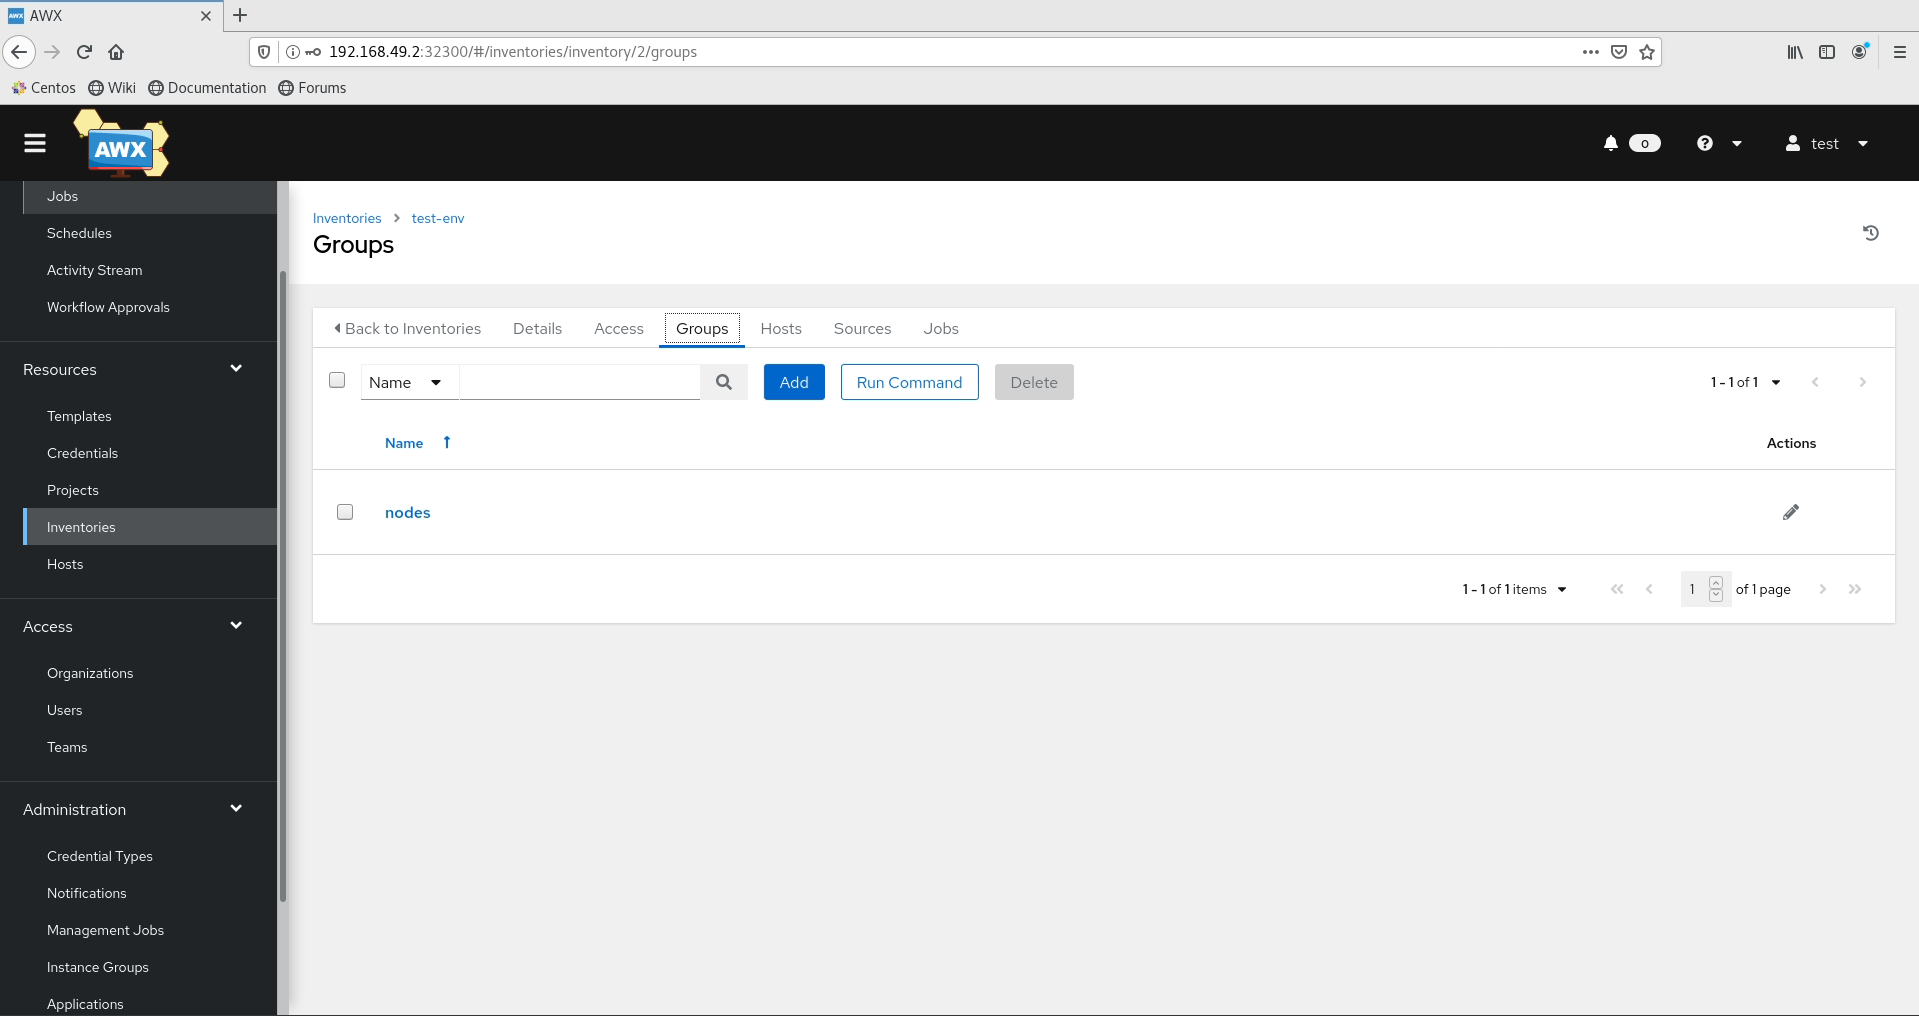 AWX
192.168.49.2:32300/#/inventories/inventory/2/groups
Centos Wiki Documentation Forums
AWX
0 test
Jobs
Schedules
Activity Stream
Workflow Approvals
Resources
Templates
Credentials
Projects
Inventories
Hosts
Access
Organizations
Users
Teams
Administration
Credential Types
Notifications
Management Jobs
Instance Groups
Applications
Inventories test-env
Groups
Back to Inventories Details Access Groups Hosts Sources Jobs
Name Add Run Command Delete 1 - 1 of 1
Name Actions
nodes
1 - 1 of 1 items 1 of 1 page